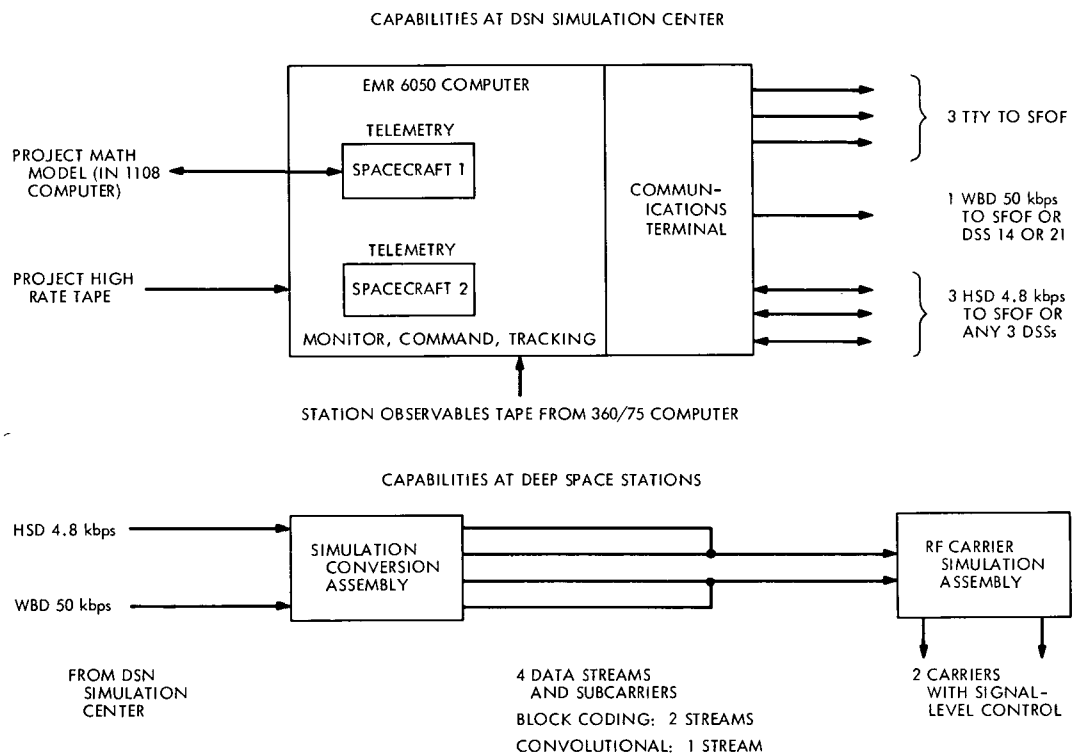 CAPABILITIES AT DSN SIMULATION CENTER
EMR 6050 COMPUTER
TELEMETRY
SPACECRAFT 1
TELEMETRY
SPACECRAFT 2
MONITOR, COMMAND, TRACKING
PROJECT MATH
MODEL (IN 1108
COMPUTER)
PROJECT HIGH
RATE TAPE
COMMUN-
ICATIONS
TERMINAL
3 TTY TO SFOF
1 WBD 50 kbps
TO SFOF OR
DSS 14 OR 21
3 HSD 4.8 kbps
TO SFOF OR
ANY 3 DSSs
STATION OBSERVABLES TAPE FROM 360/75 COMPUTER
CAPABILITIES AT DEEP SPACE STATIONS
HSD 4.8 kbps
WBD 50 kbps
SIMULATION
CONVERSION
ASSEMBLY
RF CARRIER
SIMULATION
ASSEMBLY
FROM DSN
SIMULATION
CENTER
4 DATA STREAMS
AND SUBCARRIERS
BLOCK CODING: 2 STREAMS
CONVOLUTIONAL: 1 STREAM
2 CARRIERS
WITH SIGNAL-
LEVEL CONTROL